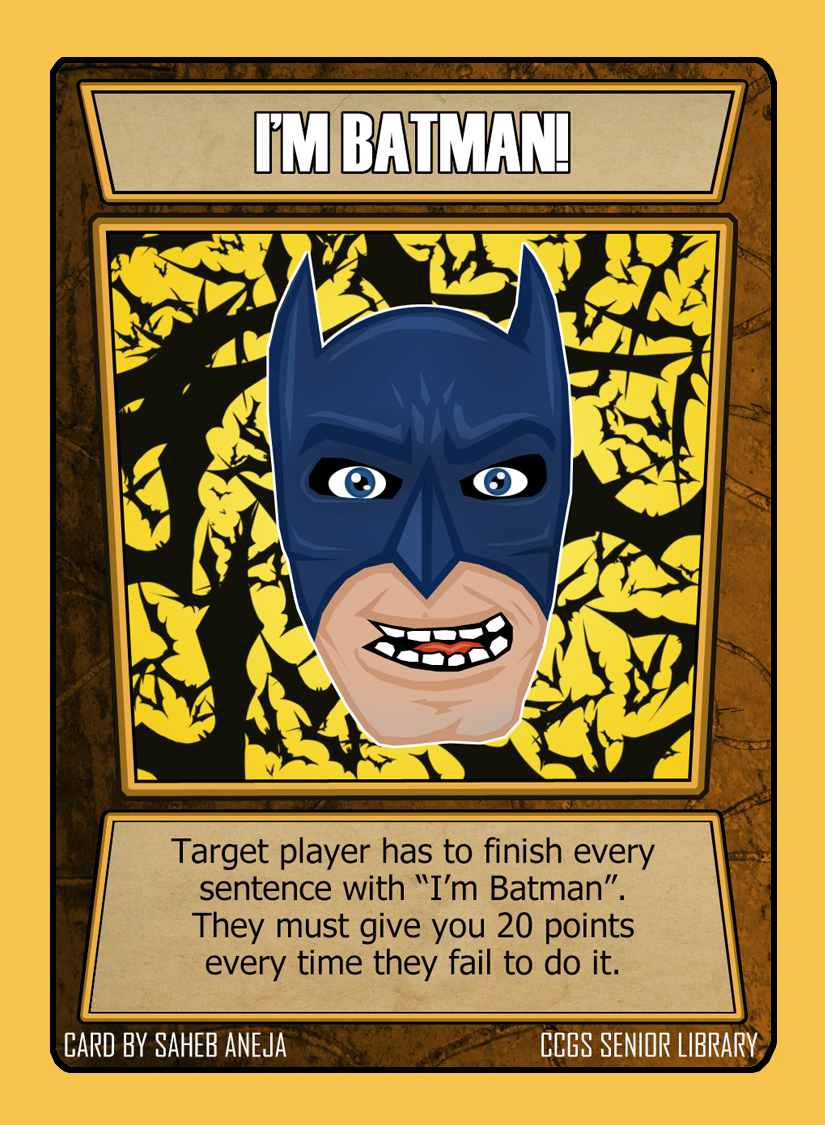 I'M BATMAN!
Target player has to finish every
sentence with “I'm Batman”.
They must give you 20 points
every time they fail to do it.
CARD BY SAHEB ANEJA
CCGS SENIOR LIBRARY